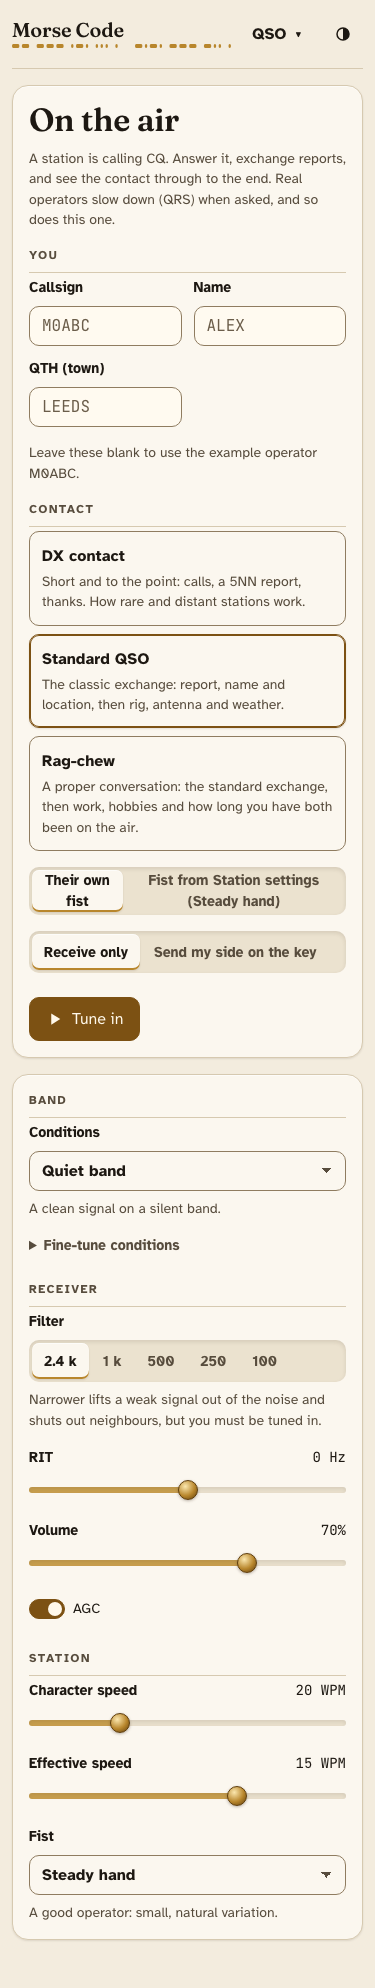 Morse Code
QSO ▾
On the air
A station is calling CQ. Answer it, exchange reports,
and see the contact through to the end. Real
operators slow down (QRS) when asked, and so
does this one.
YOU
Callsign
Name
M0ABC
ALEX
QTH (town)
LEEDS
Leave these blank to use the example operator
M0ABC.
CONTACT
DX contact
Short and to the point: calls, a 5NN report,
thanks. How rare and distant stations work.
Standard QSO
The classic exchange: report, name and
location, then rig, antenna and weather.
Rag-chew
A proper conversation: the standard exchange,
then work, hobbies and how long you have both
been on the air.
Their own
fist
Fist from Station settings
(Steady hand)
Receive only
Send my side on the key
▶ Tune in
BAND
Conditions
Quiet band
A clean signal on a silent band.
▶ Fine-tune conditions
RECEIVER
Filter
2.4 k 1 k 500 250 100
Narrower lifts a weak signal out of the noise and
shuts out neighbours, but you must be tuned in.
RIT 0 Hz
Volume 70%
AGC
STATION
Character speed 20 WPM
Effective speed 15 WPM
Fist
Steady hand
A good operator: small, natural variation.